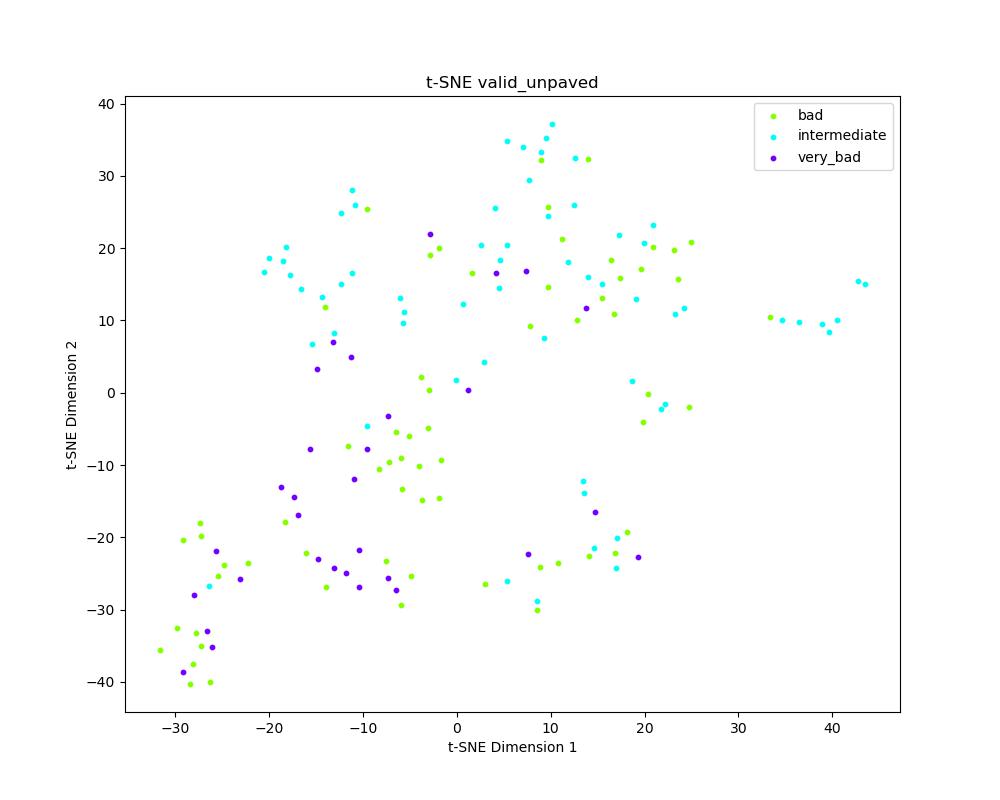 t-SNE valid_unpaved
bad
intermediate
very_bad
40
30
20
10
0
−10
−20
−30
−40
t-SNE Dimension 2
−30 −20 −10 0 10 20 30 40
t-SNE Dimension 1